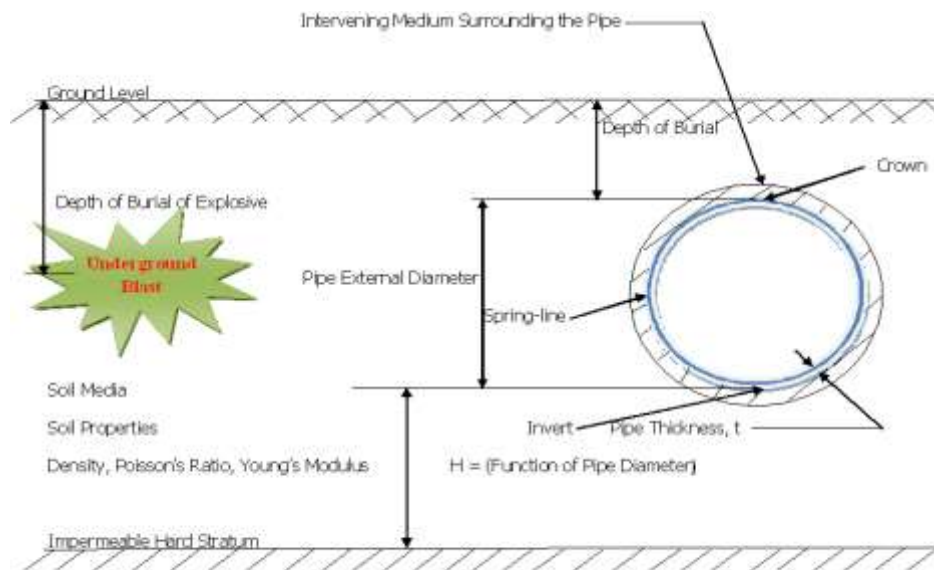 Intervening Medium Surrounding the Pipe
Ground Level
Depth of Burial
Crown
Depth of Burial of Explosive
Underground
Blast
Pipe External Diameter
Spring-line
Soil Media
Soil Properties
Invert
Pipe Thickness, t
Density, Poisson's Ratio, Young's Modulus
H = (Function of Pipe Diameter)
Impermeable Hard Stratum